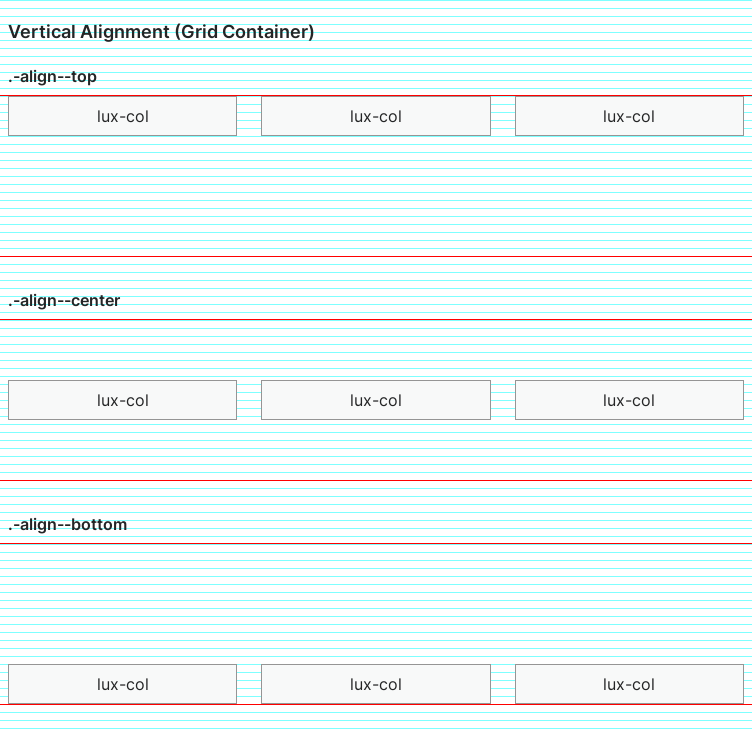 Vertical Alignment (Grid Container)
.-align--top
lux-col lux-col lux-col
.-align--center
lux-col lux-col lux-col
.-align--bottom
lux-col lux-col lux-col